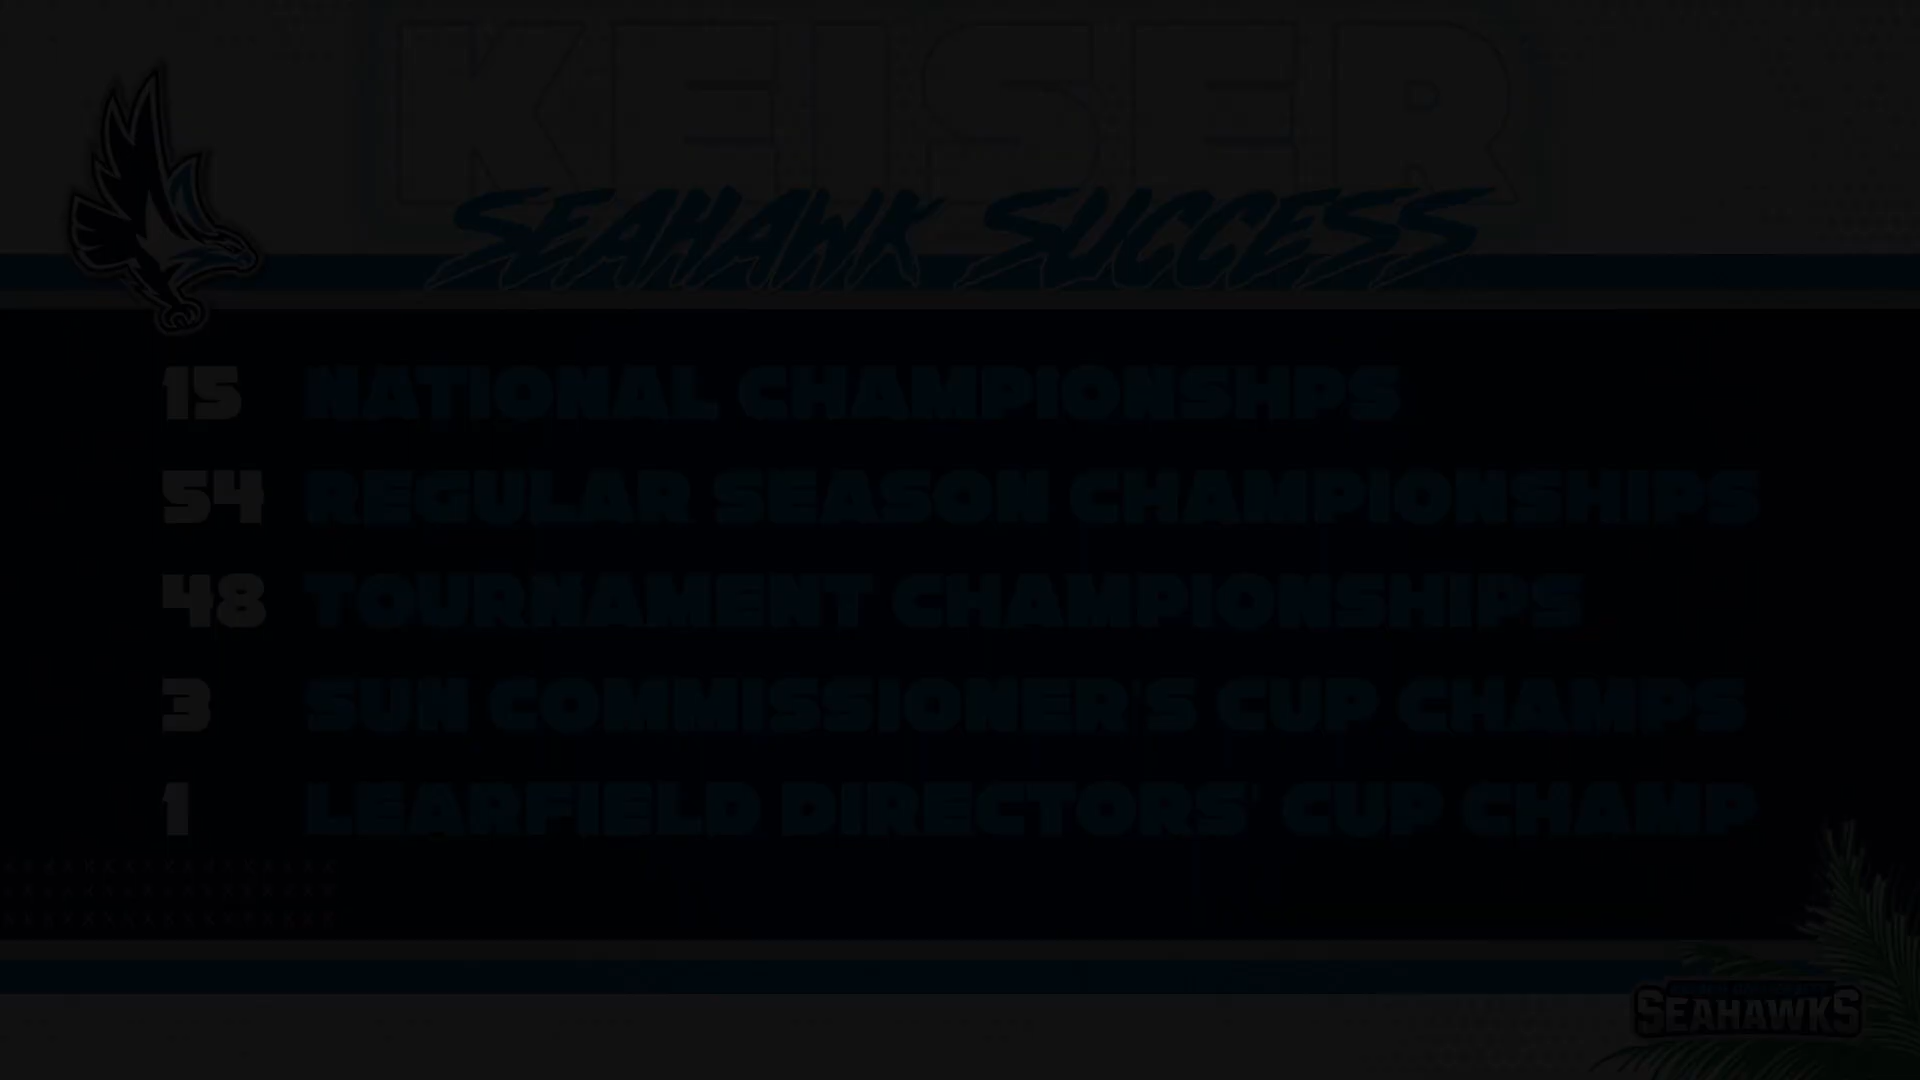 KEISER
SEAHAWK SUCCESS
15 NATIONAL CHAMPIONSHPS
54 REGULAR SEASON CHAMPIONSHIPS
48 TOURNAMENT CHAMPIONSHIPS
3 SUN COMMISSIONER'S CUP CHAMPS
1 LEARFIELD DIRECTORS' CUP CHAMP
SEAHAWKS